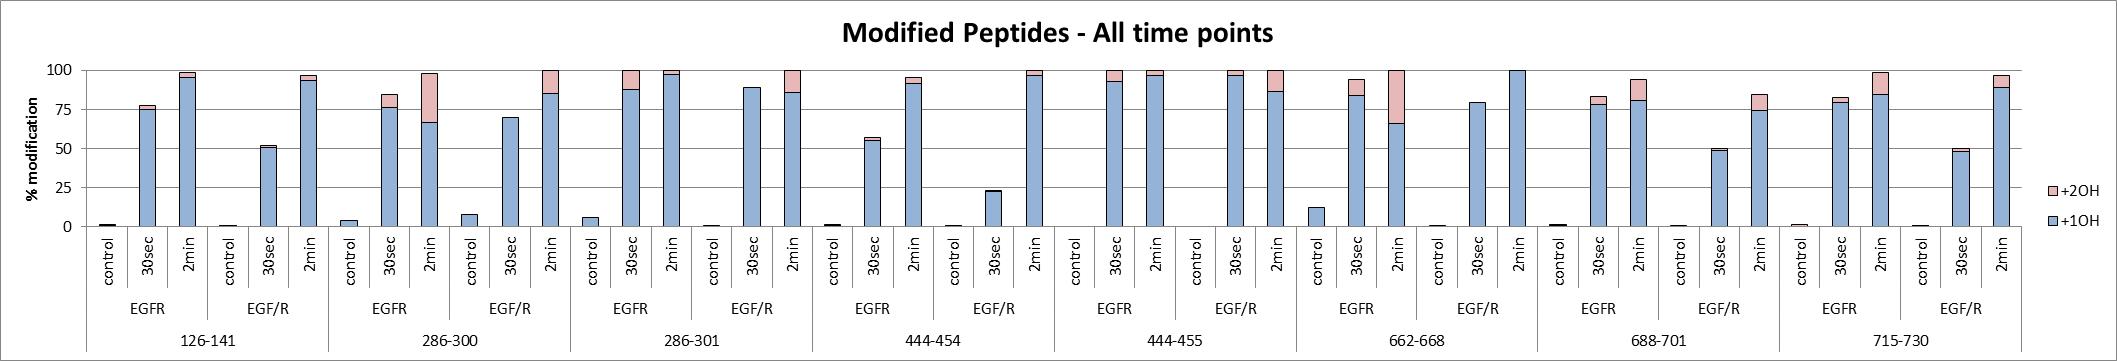 Modified Peptides - All time points
% modification
100
75
50
25
0
+2OH
+1OH
control 30sec 2min control 30sec 2min control 30sec 2min control 30sec 2min control 30sec 2min control 30sec 2min control 30sec 2min control 30sec 2min control 30sec 2min control 30sec 2min control 30sec 2min control 30sec 2min control 30sec 2min control 30sec 2min control 30sec 2min control 30sec 2min
EGFR EGF/R EGFR EGF/R EGFR EGF/R EGFR EGF/R EGFR EGF/R EGFR EGF/R EGFR EGF/R EGFR EGF/R
126-141 286-300 286-301 444-454 444-455 662-668 688-701 715-730